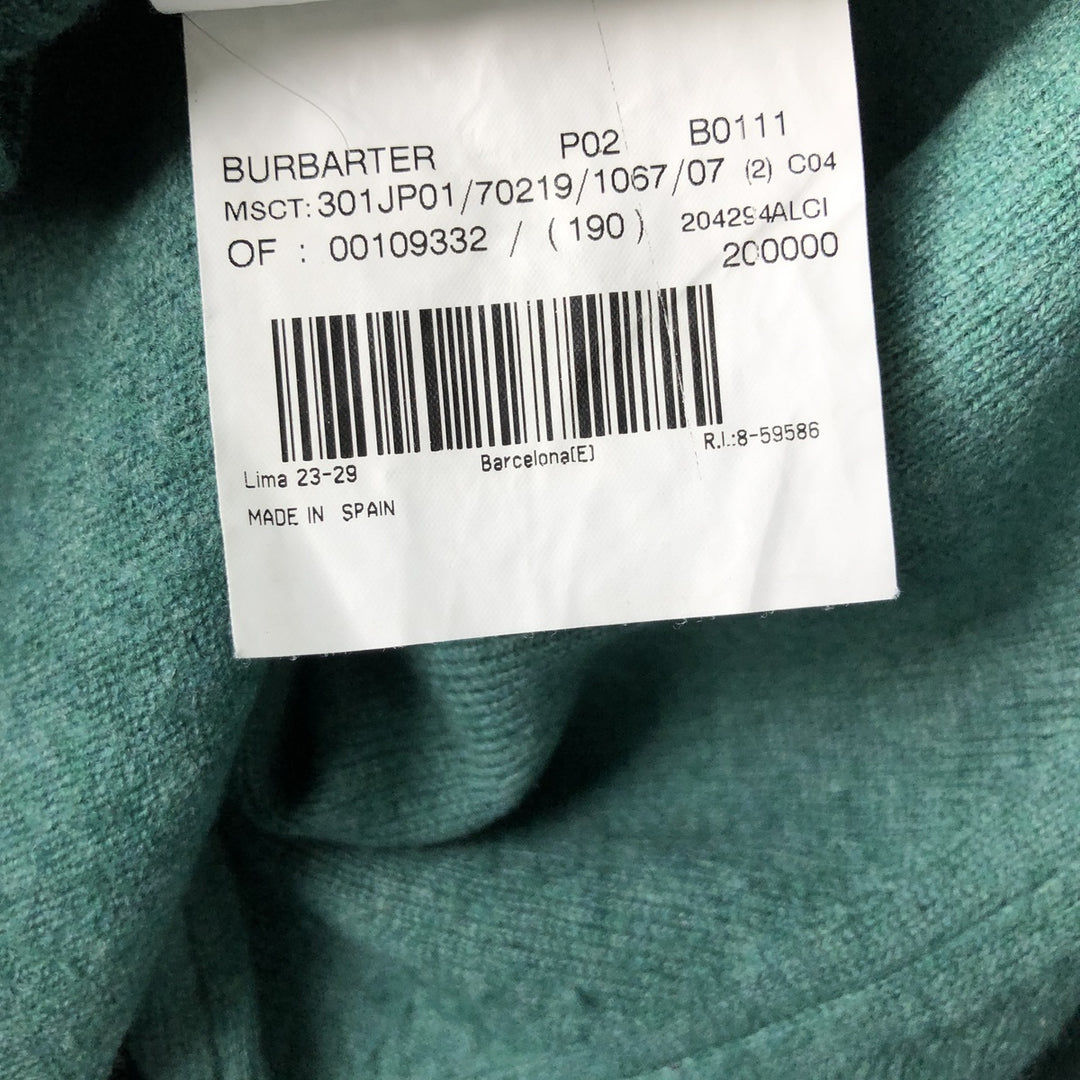 BURBARTER P02 B0111
MSCT: 301JP01/70219/1067/07 (2) C04
OF : 00109332 / (190) 204294ALCI
200000
Lima 23-29 Barcelona(E) R.I.:8-59586
MADE IN SPAIN